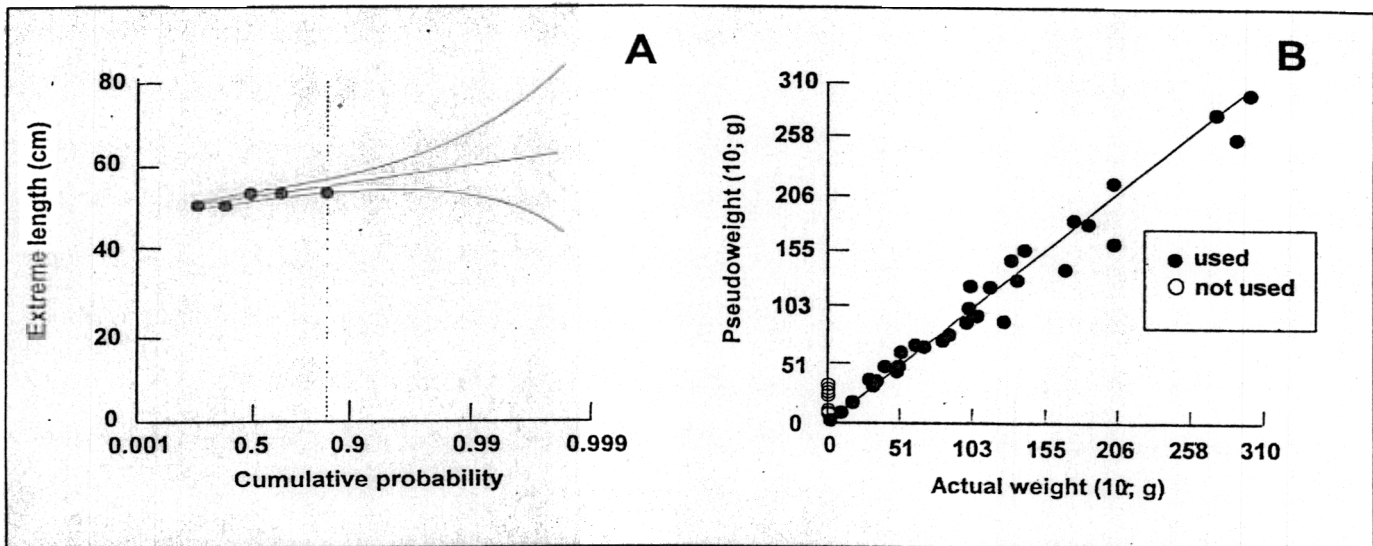 A
Extreme length (cm)
80
60
40
20
0
0.001 0.5 0.9 0.99 0.999
Cumulative probability
B
Pseudoweight (10; g)
310
258
206
155
103
51
0
used
not used
0 51 103 155 206 258 310
Actual weight (10; g)